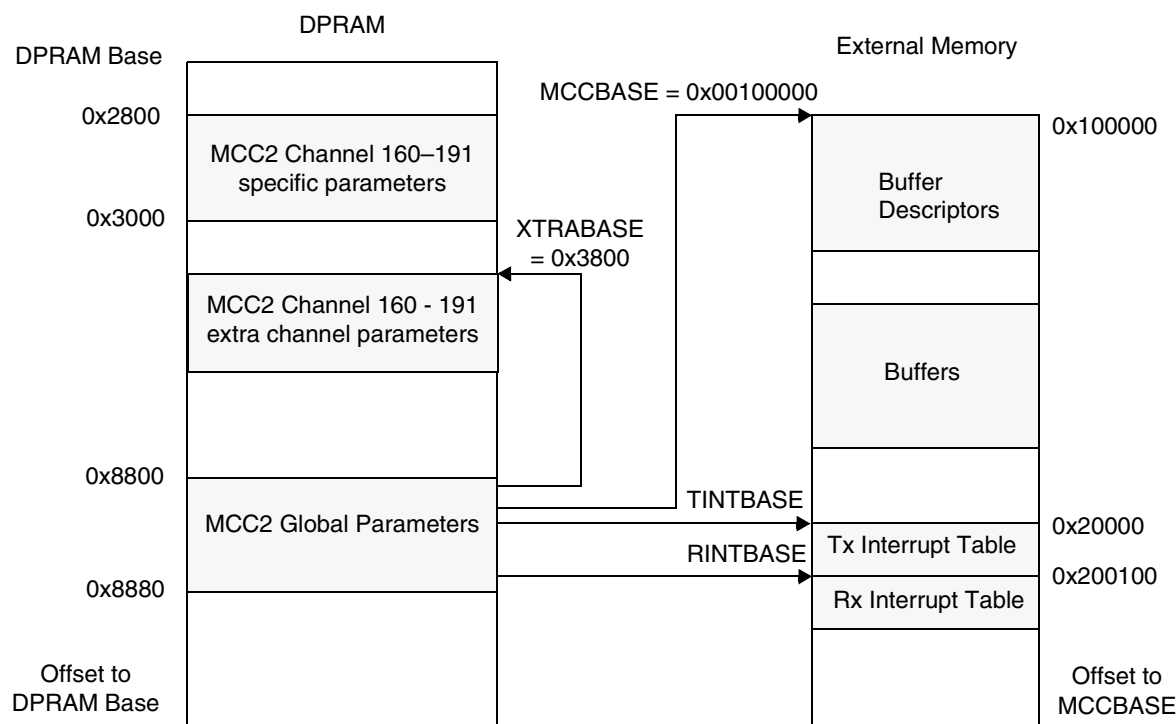 DPRAM
External Memory
DPRAM Base
MCCBASE = 0x00100000
0x2800
0x100000
MCC2 Channel 160–191
specific parameters
Buffer
Descriptors
0x3000
XTRABASE
= 0x3800
MCC2 Channel 160 - 191
extra channel parameters
Buffers
0x8800
MCC2 Global Parameters
TINTBASE
0x20000
Tx Interrupt Table
RINTBASE
0x200100
0x8880
Rx Interrupt Table
Offset to
DPRAM Base
Offset to
MCCBASE